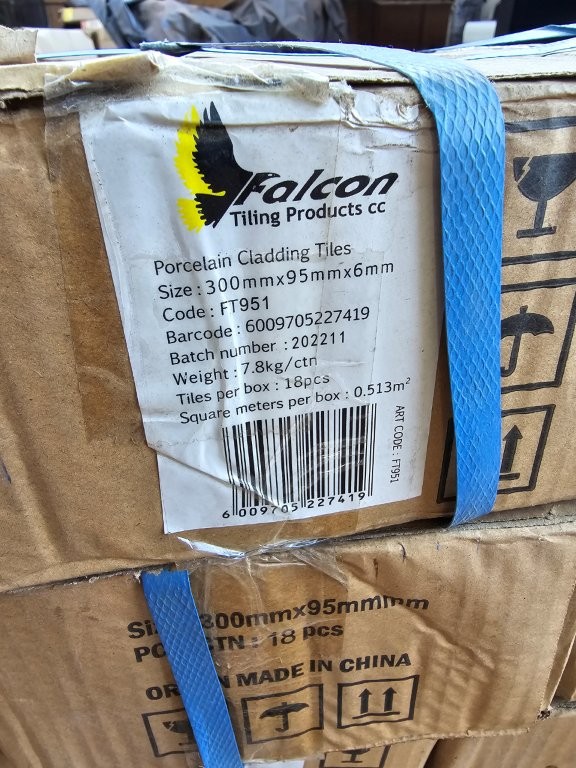 Falcon
Tiling Products cc
Porcelain Cladding Tiles
Size : 300mmx95mmx6mm
Code : FT951
Barcode : 6009705227419
Batch number : 202211
Weight : 7.8kg/ctn
Tiles per box : 18pcs
Square meters per box : 0.513m²
ART CODE : FT951
6 009705 227419
300mmx95mmmm
18 pcs
MADE IN CHINA